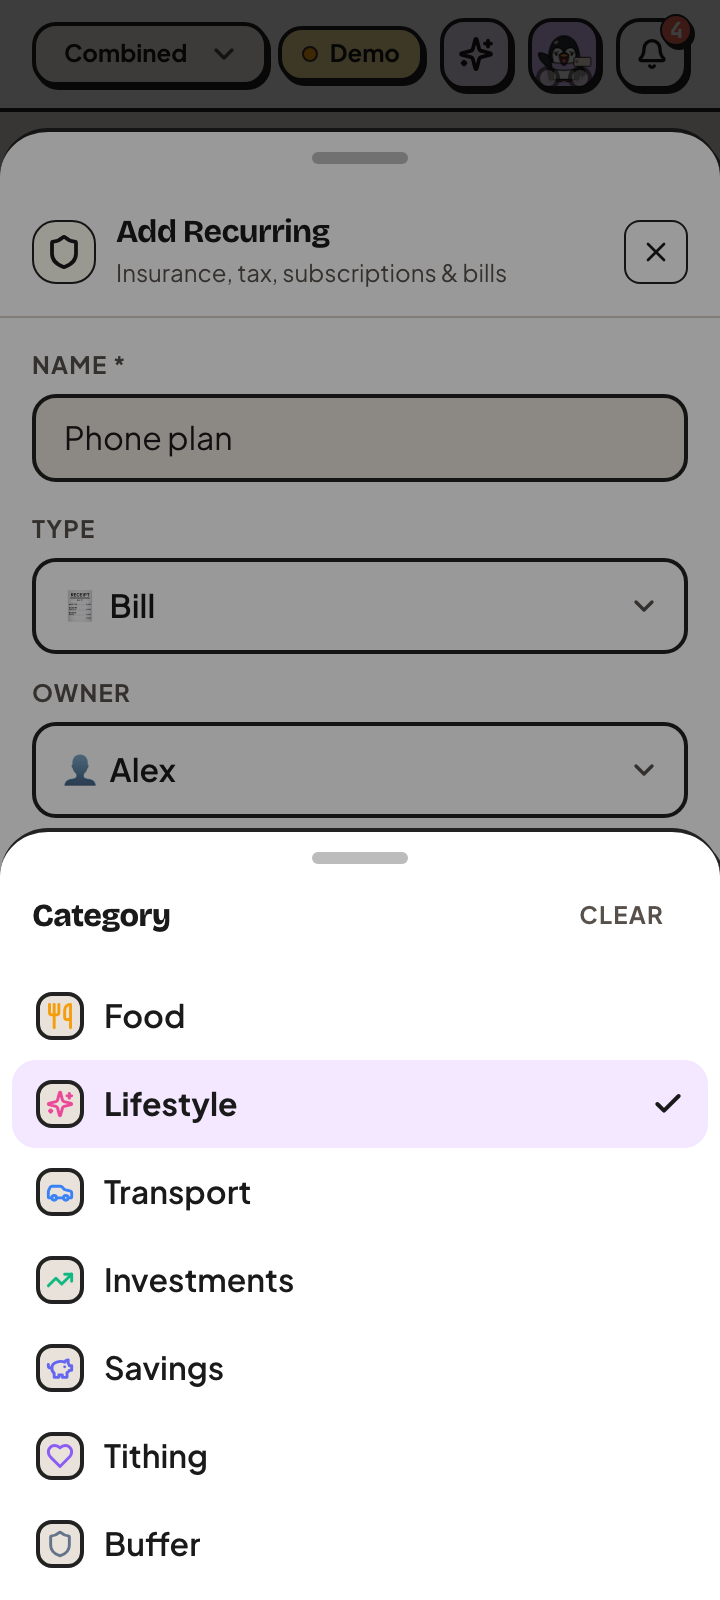 Combined
Demo
4
Add Recurring
Insurance, tax, subscriptions & bills
NAME *
Phone plan
TYPE
RECEIPT
Bill
OWNER
Alex
Category
CLEAR
Food
Lifestyle
Transport
Investments
Savings
Tithing
Buffer